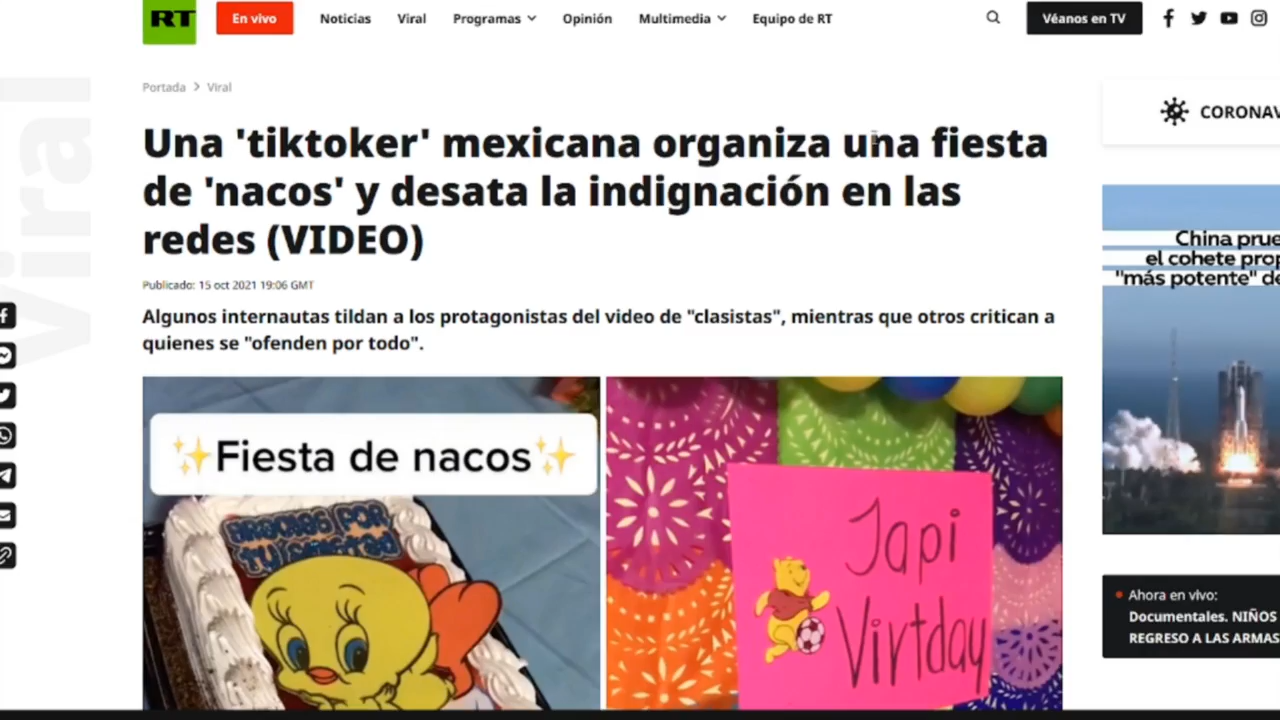 RT
En vivo
Noticias
Viral
Programas
Opinión
Multimedia
Equipo de RT
Véanos en TV
Portada > Viral
Viral
Una 'tiktoker' mexicana organiza una fiesta
de 'nacos' y desata la indignación en las
redes (VIDEO)
Publicado: 15 oct 2021 19:06 GMT
Algunos internautas tildan a los protagonistas del video de "clasistas", mientras que otros critican a
quienes se "ofenden por todo".
✨Fiesta de nacos✨
POR
TU
Japi
Virtday
CORONAV
China prue
el cohete prop
"más potente" de
Ahora en vivo:
Documentales. NIÑOS
REGRESO A LAS ARMAS